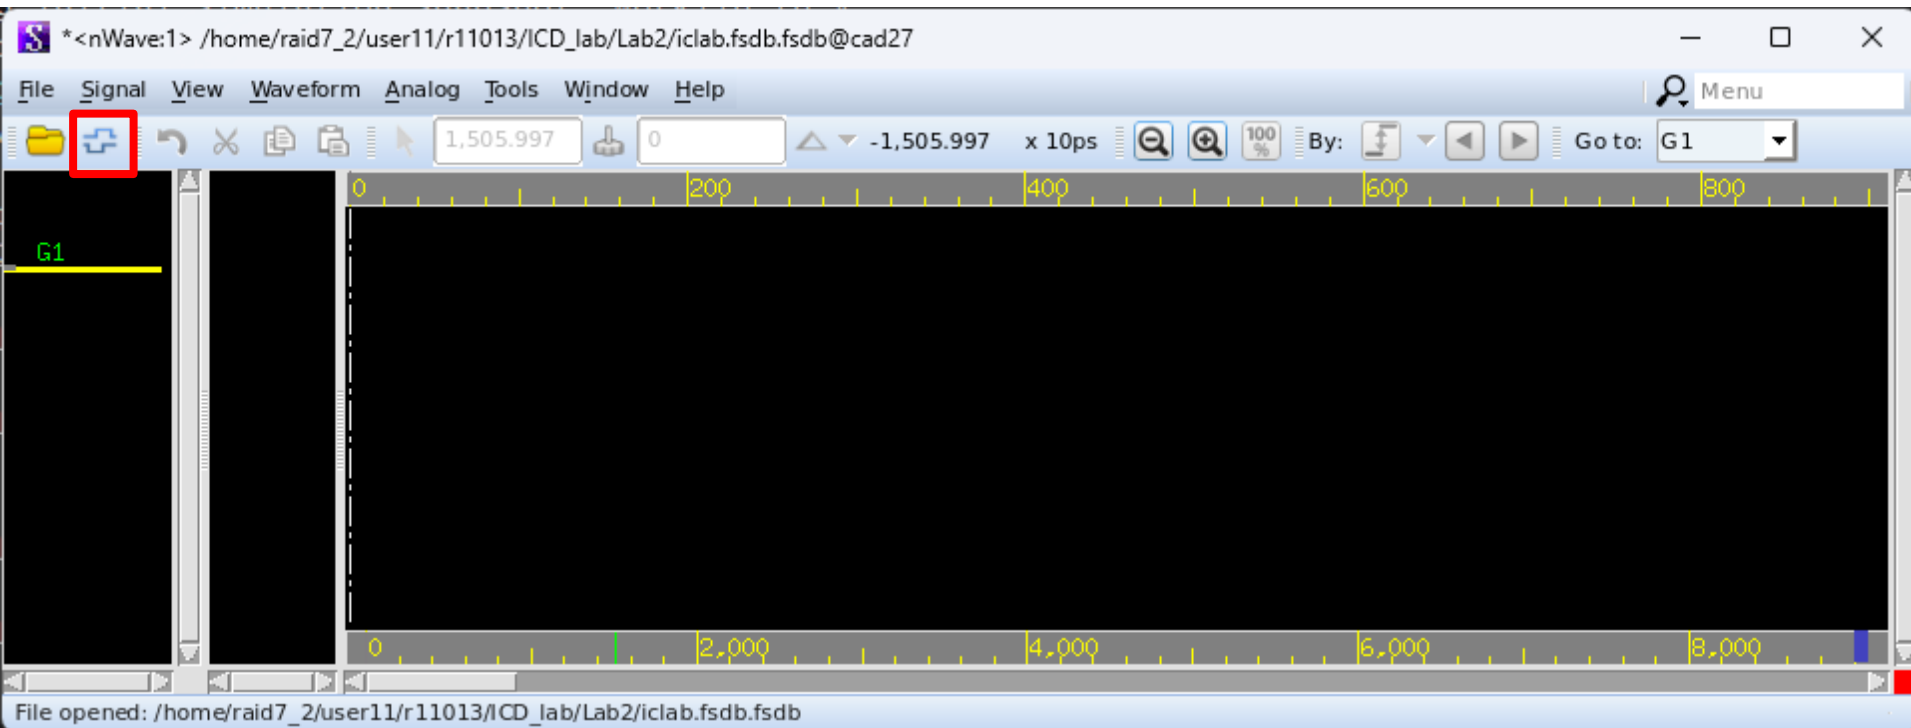 *<nWave:1> /home/raid7_2/user11/r11013/ICD_lab/Lab2/iclab.fsdb.fsdb@cad27
File Signal View Waveform Analog Tools Window Help Menu
1,505.997 0 -1,505.997 x 10ps 100 % By: Go to: G1
0 200 400 600 800
G1
0 2,000 4,000 6,000 8,000
File opened: /home/raid7_2/user11/r11013/ICD_lab/Lab2/iclab.fsdb.fsdb